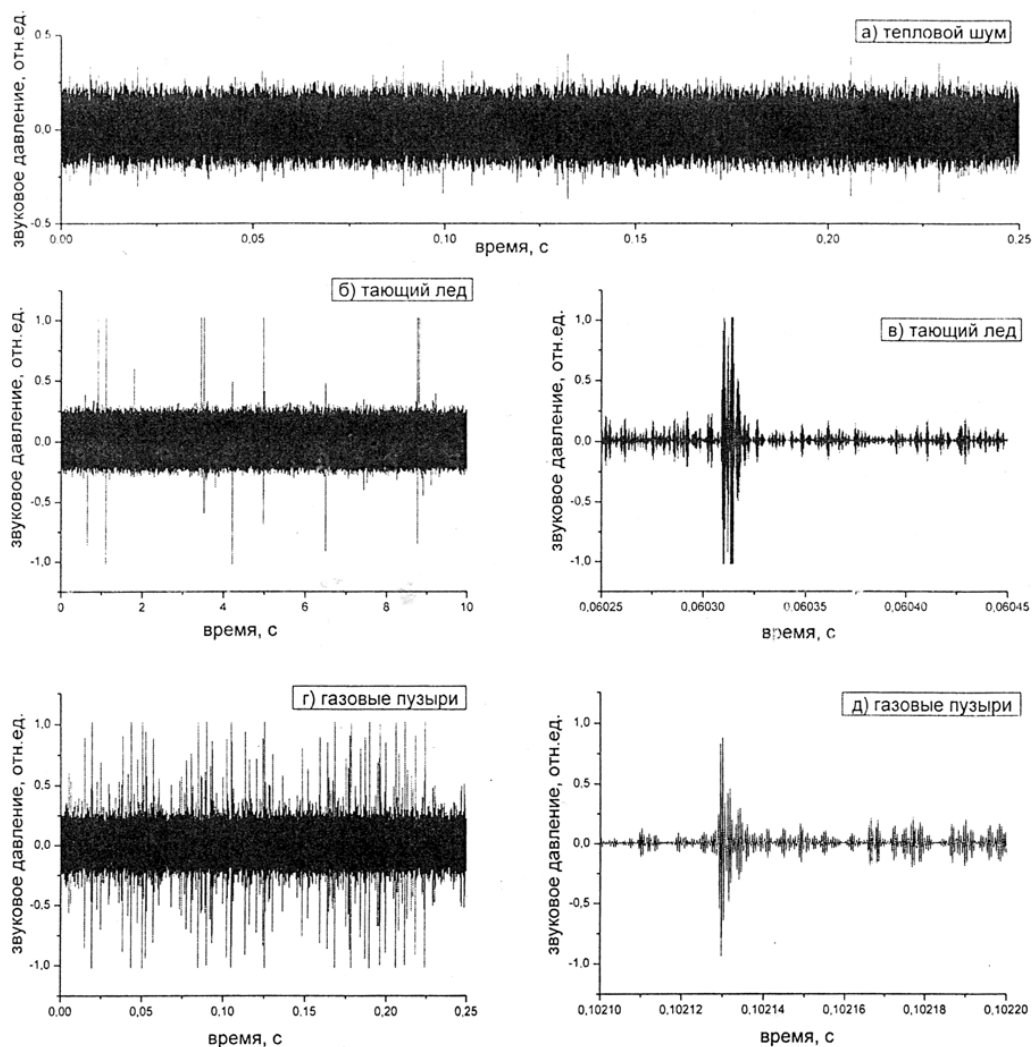 а) тепловой шум
звуковое давление, отн.ед.
0.5
0.0
-0.5
0.00 0,05 0,10 0,15 0,20 0,25
время, с
б) тающий лед
звуковое давление, отн.ед.
1,0
0,5
0,0
-0,5
-1,0
0 2 4 6 8 10
время, с
в) тающий лед
звуковое давление, отн.ед.
1,0
0,5
0,0
-0,5
-1,0
0,06025 0,06030 0,06035 0,06040 0,06045
время, с
г) газовые пузыри
звуковое давление, отн.ед.
1,0
0,5
0,0
-0,5
-1,0
0,00 0,05 0,10 0,15 0,20 0,25
время, с
д) газовые пузыри
звуковое давление, отн.ед.
1,0
0,5
0,0
-0,5
-1,0
0,10210 0,10212 0,10214 0,10216 0,10218 0,10220
время, с